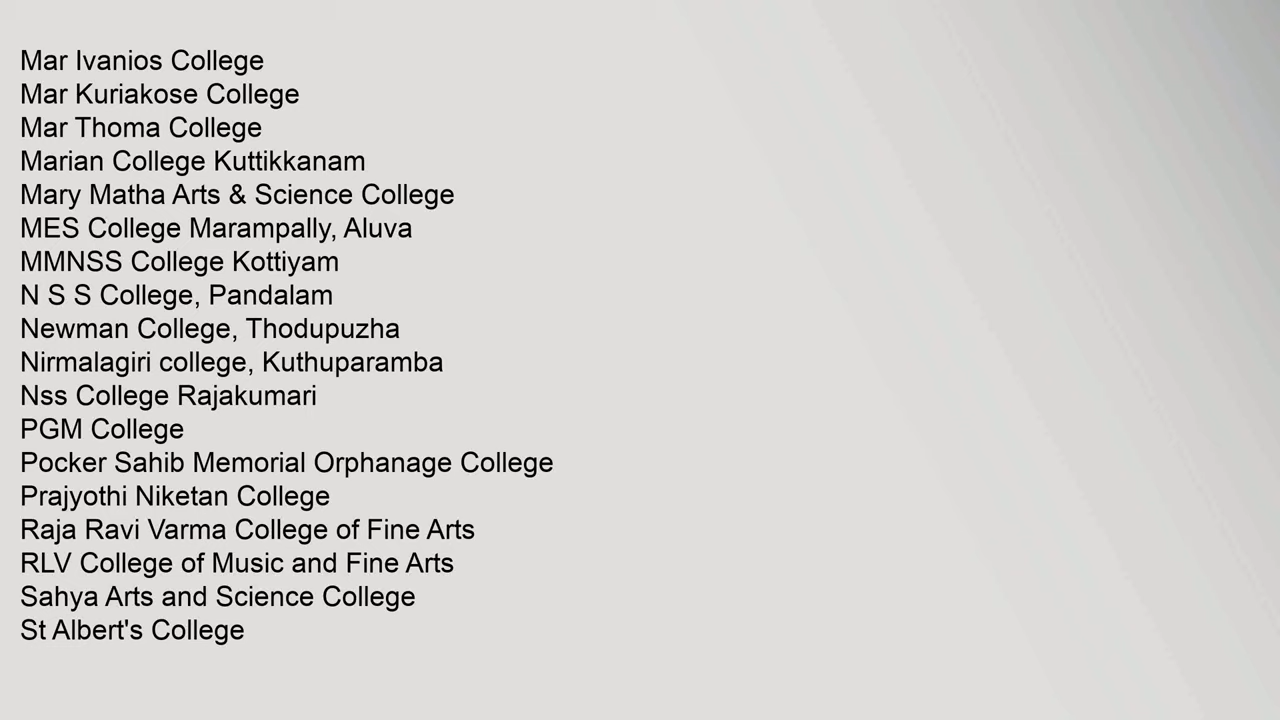 Mar Ivanios College
Mar Kuriakose College
Mar Thoma College
Marian College Kuttikkanam
Mary Matha Arts & Science College
MES College Marampally, Aluva
MMNSS College Kottiyam
N S S College, Pandalam
Newman College, Thodupuzha
Nirmalagiri college, Kuthuparamba
Nss College Rajakumari
PGM College
Pocker Sahib Memorial Orphanage College
Prajyothi Niketan College
Raja Ravi Varma College of Fine Arts
RLV College of Music and Fine Arts
Sahya Arts and Science College
St Albert's College